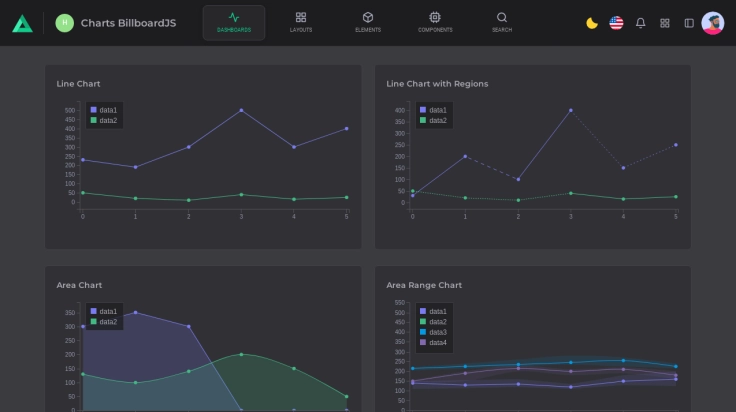 H Charts BillboardJS
DASHBOARDS LAYOUTS ELEMENTS COMPONENTS SEARCH
Line Chart
data1
data2
500
450
400
350
300
250
200
150
100
50
0
0 1 2 3 4 5
Line Chart with Regions
data1
data2
400
350
300
250
200
150
100
50
0
0 1 2 3 4 5
Area Chart
data1
data2
350
300
250
200
150
100
50
0
Area Range Chart
data1
data2
data3
data4
550
500
450
400
350
300
250
200
150
100